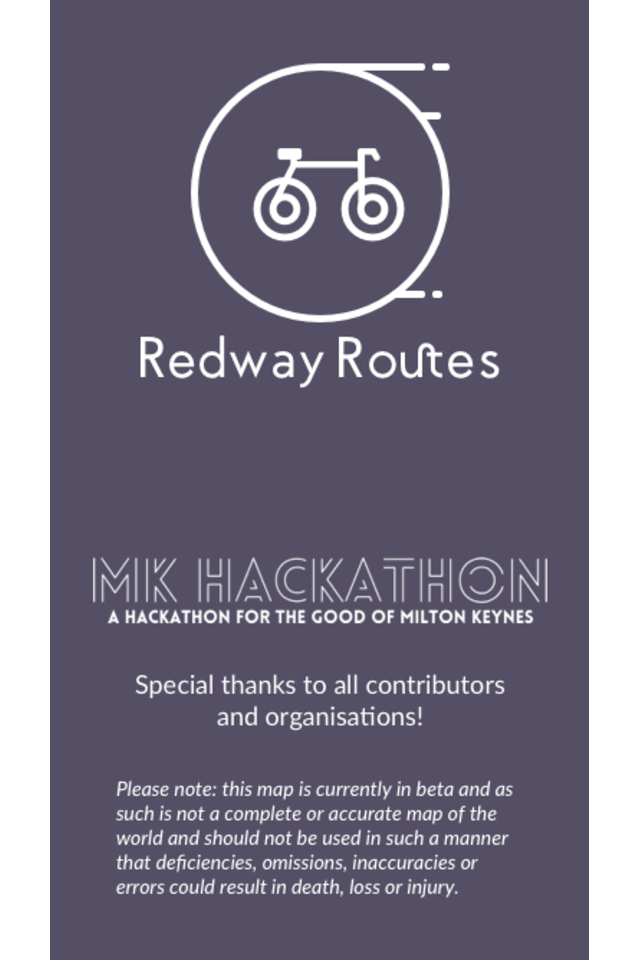 Redway Routes
MK HACKATHON
A HACKATHON FOR THE GOOD OF MILTON KEYNES
Special thanks to all contributors
and organisations!
Please note: this map is currently in beta and as
such is not a complete or accurate map of the
world and should not be used in such a manner
that deficiencies, omissions, inaccuracies or
errors could result in death, loss or injury.